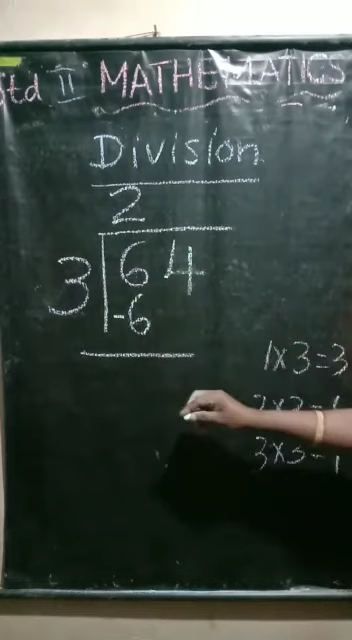 Std II MATHEMATICS
Division
2
3 64
-6
1x3=3